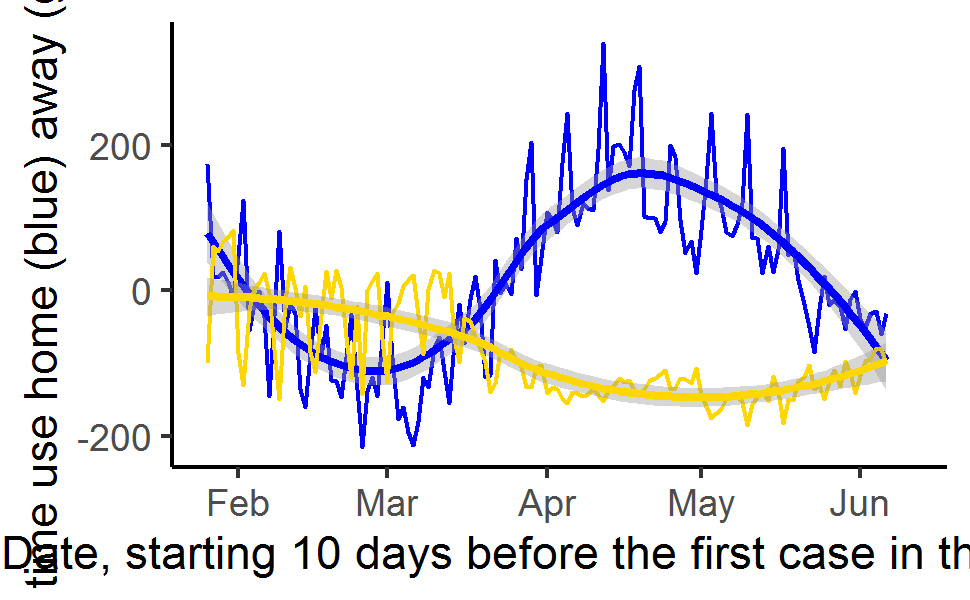 time use home (blue) away (
200
0
-200
Feb Mar Apr May Jun
Date, starting 10 days before the first case in th